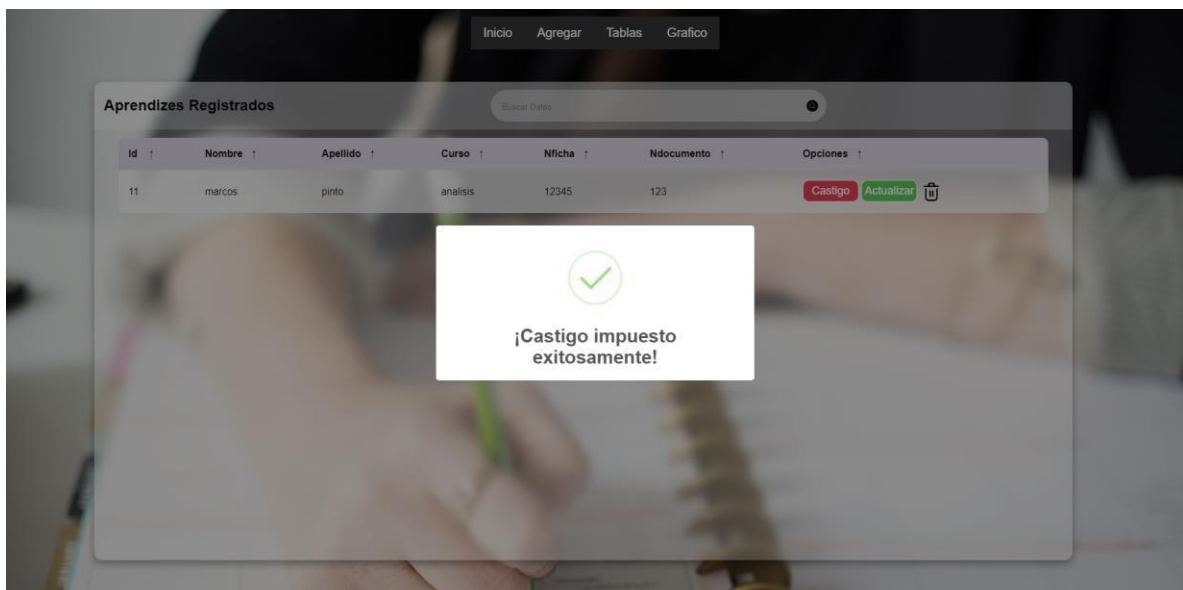 Inicio Agregar Tablas Grafico
Aprendizes Registrados
Buscar Datos
Id ↑ Nombre ↑ Apellido ↑ Curso ↑ Nficha ↑ Ndocumento ↑ Opciones ↑
11 marcos pinto analisis 12345 123 Castigo Actualizar
¡Castigo impuesto
exitosamente!